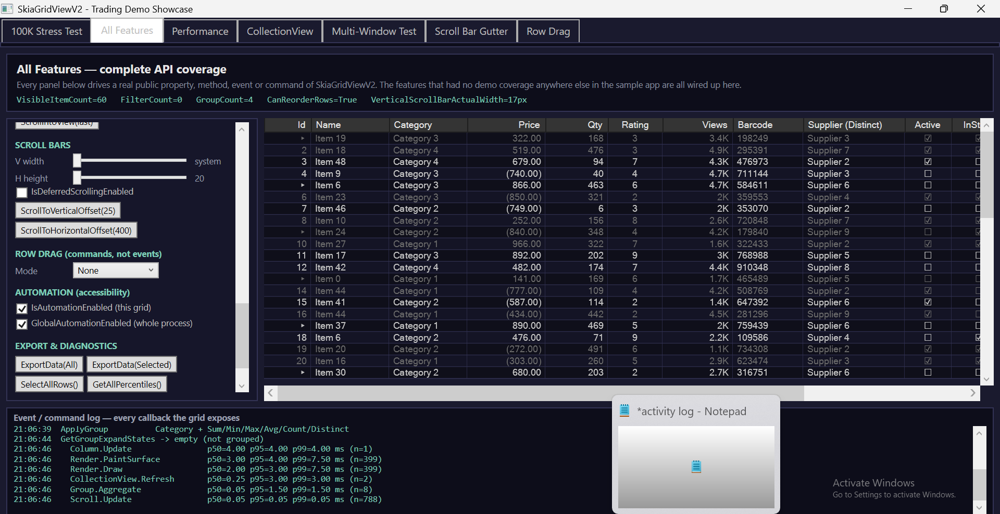 SkiaGridViewV2 - Trading Demo Showcase
100K Stress Test All Features Performance CollectionView Multi-Window Test Scroll Bar Gutter Row Drag
All Features — complete API coverage
Every panel below drives a real public property, method, event or command of SkiaGridViewV2. The features that had no demo coverage anywhere else in the sample app are all wired up here.
VisibleItemCount=60 FilterCount=0 GroupCount=4 CanReorderRows=True VerticalScrollBarActualWidth=17px
ScrollIntoView(last)
SCROLL BARS
V width system
H height 20
IsDeferredScrollingEnabled
ScrollToVerticalOffset(25)
ScrollToHorizontalOffset(400)
ROW DRAG (commands, not events)
Mode None
AUTOMATION (accessibility)
IsAutomationEnabled (this grid)
GlobalAutomationEnabled (whole process)
EXPORT & DIAGNOSTICS
ExportData(All) ExportData(Selected)
SelectAllRows() GetAllPercentiles()
Id Name Category Price Qty Rating Views Barcode Supplier (Distinct) Active InSt
Item 19 Category 3 322.00 168 3 3.4K 198249 Supplier 3
2 Item 18 Category 4 519.00 476 3 4.9K 295391 Supplier 7
3 Item 48 Category 4 679.00 94 7 4.3K 476973 Supplier 2
4 Item 9 Category 3 (740.00) 40 4 4.7K 711144 Supplier 3
Item 6 Category 3 866.00 463 6 4.7K 584611 Supplier 6
6 Item 23 Category 3 (850.00) 321 2 2K 359553 Supplier 4
7 Item 46 Category 2 (749.00) 6 3 2K 353070 Supplier 2
8 Item 10 Category 2 252.00 156 8 2.6K 720848 Supplier 7
Item 24 Category 2 (840.00) 348 4 4.2K 179840 Supplier 9
10 Item 27 Category 1 966.00 322 7 1.6K 322433 Supplier 2
11 Item 17 Category 3 892.00 202 9 3K 768988 Supplier 5
12 Item 42 Category 4 482.00 174 7 4.4K 910348 Supplier 8
Item 0 Category 1 141.00 169 6 1.7K 465489 Supplier 5
14 Item 44 Category 1 (777.00) 109 4 4.2K 508769 Supplier 2
15 Item 41 Category 2 (587.00) 114 2 1.4K 647392 Supplier 6
16 Item 44 Category 1 (434.00) 442 2 4.5K 281296 Supplier 9
Item 37 Category 1 890.00 469 5 2K 759439 Supplier 6
18 Item 6 Category 2 476.00 71 9 2.2K 109586 Supplier 4
19 Item 20 Category 2 (272.00) 491 6 1.1K 734308 Supplier 2
20 Item 16 Category 1 (303.00) 260 5 2.9K 623474 Supplier 3
Item 30 Category 2 680.00 203 2 2.7K 316751 Supplier 6
Event / command log — every callback the grid exposes
21:06:39 ApplyGroup Category + Sum/Min/Max/Avg/Count/Distinct
21:06:44 GetGroupExpandStates -> empty (not grouped)
21:06:46 Column.Update p50=4.00 p95=4.00 p99=4.00 ms (n=1)
21:06:46 Render.PaintSurface p50=3.00 p95=4.00 p99=7.50 ms (n=399)
21:06:46 Render.Draw p50=2.00 p95=3.00 p99=7.50 ms (n=399)
21:06:46 CollectionView.Refresh p50=0.25 p95=3.00 p99=3.00 ms (n=2)
21:06:46 Group.Aggregate p50=0.05 p95=1.50 p99=1.50 ms (n=8)
21:06:46 Scroll.Update p50=0.05 p95=0.05 p99=0.05 ms (n=788)
*activity log - Notepad
Activate Windows
Go to Settings to activate Windows.